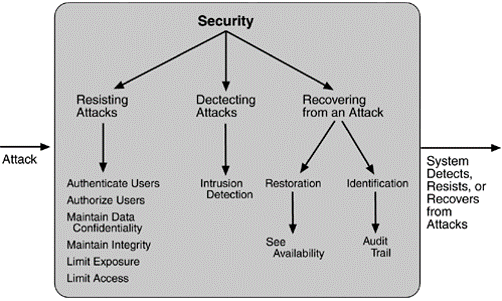 Security
Resisting
Attacks
Dectecting
Attacks
Recovering
from an Attack
Attack
Authenticate Users
Authorize Users
Maintain Data
Confidentiality
Maintain Integrity
Limit Exposure
Limit Access
Intrusion
Detection
Restoration
Identification
See
Availability
Audit
Trail
System
Detects,
Resists, or
Recovers
from
Attacks